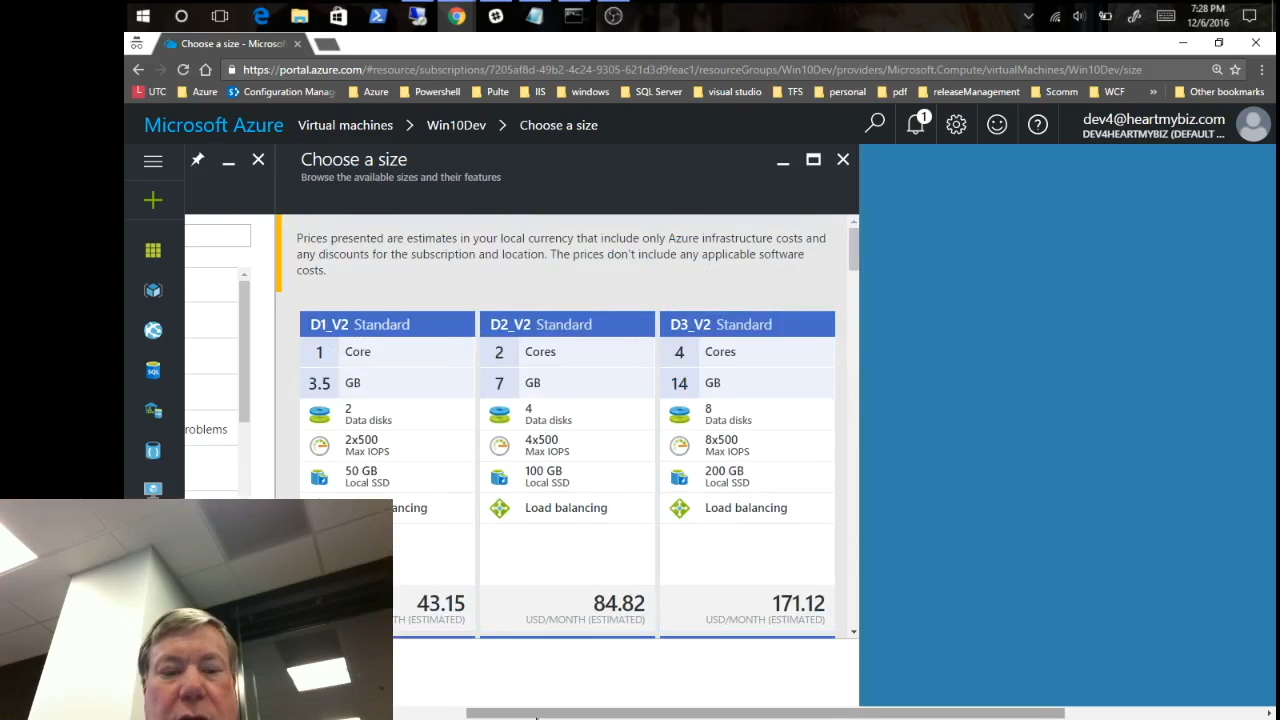 7:28 PM
12/6/2016
Choose a size - Microsof
https://portal.azure.com/#resource/subscriptions/7205af8d-49b2-4c24-9305-621d3d9feac1/resourceGroups/Win10Dev/providers/Microsoft.Compute/virtualMachines/Win10Dev/size
UTC Azure Configuration Manag Azure Powershell Pulte IIS windows SQL Server visual studio TFS personal pdf releaseManagement Scomm WCF » Other bookmarks
Microsoft Azure Virtual machines > Win10Dev > Choose a size
1
dev4@heartmybiz.com
DEV4HEARTMYBIZ (DEFAULT ...
Choose a size
Browse the available sizes and their features
Prices presented are estimates in your local currency that include only Azure infrastructure costs and
any discounts for the subscription and location. The prices don't include any applicable software
costs.
D1_V2 Standard
1 Core
3.5 GB
2
Data disks
2x500
Max IOPS
50 GB
Local SSD
ancing
43.15
TH (ESTIMATED)
D2_V2 Standard
2 Cores
7 GB
4
Data disks
4x500
Max IOPS
100 GB
Local SSD
Load balancing
84.82
USD/MONTH (ESTIMATED)
D3_V2 Standard
4 Cores
14 GB
8
Data disks
8x500
Max IOPS
200 GB
Local SSD
Load balancing
171.12
USD/MONTH (ESTIMATED)
roblems
SQL